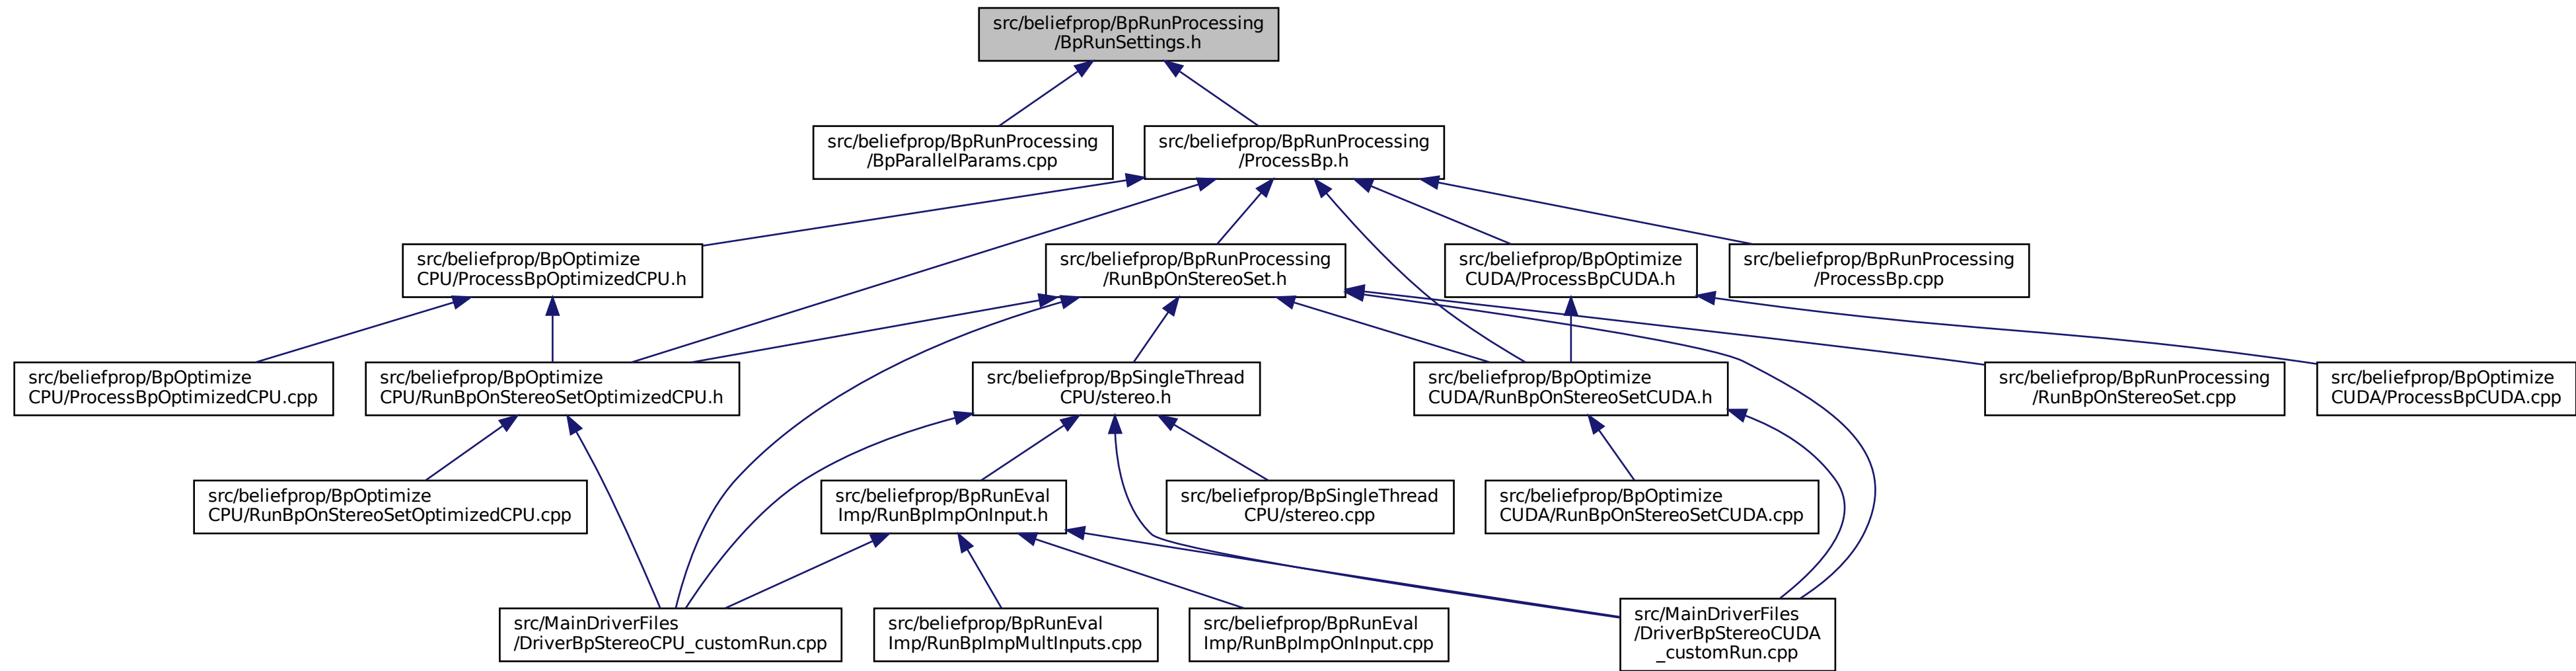 src/beliefprop/BpRunProcessing
/BpRunSettings.h
src/beliefprop/BpRunProcessing
/BpParallelParams.cpp
src/beliefprop/BpRunProcessing
/ProcessBp.h
src/beliefprop/BpOptimize
CPU/ProcessBpOptimizedCPU.h
src/beliefprop/BpRunProcessing
/RunBpOnStereoSet.h
src/beliefprop/BpOptimize
CUDA/ProcessBpCUDA.h
src/beliefprop/BpRunProcessing
/ProcessBp.cpp
src/beliefprop/BpOptimize
CPU/ProcessBpOptimizedCPU.cpp
src/beliefprop/BpOptimize
CPU/RunBpOnStereoSetOptimizedCPU.h
src/beliefprop/BpSingleThread
CPU/stereo.h
src/beliefprop/BpOptimize
CUDA/RunBpOnStereoSetCUDA.h
src/beliefprop/BpRunProcessing
/RunBpOnStereoSet.cpp
src/beliefprop/BpOptimize
CUDA/ProcessBpCUDA.cpp
src/beliefprop/BpOptimize
CPU/RunBpOnStereoSetOptimizedCPU.cpp
src/beliefprop/BpRunEval
Imp/RunBpImpOnInput.h
src/beliefprop/BpSingleThread
CPU/stereo.cpp
src/beliefprop/BpOptimize
CUDA/RunBpOnStereoSetCUDA.cpp
src/MainDriverFiles
/DriverBpStereoCPU_customRun.cpp
src/beliefprop/BpRunEval
Imp/RunBpImpMultInputs.cpp
src/beliefprop/BpRunEval
Imp/RunBpImpOnInput.cpp
src/MainDriverFiles
/DriverBpStereoCUDA
_customRun.cpp